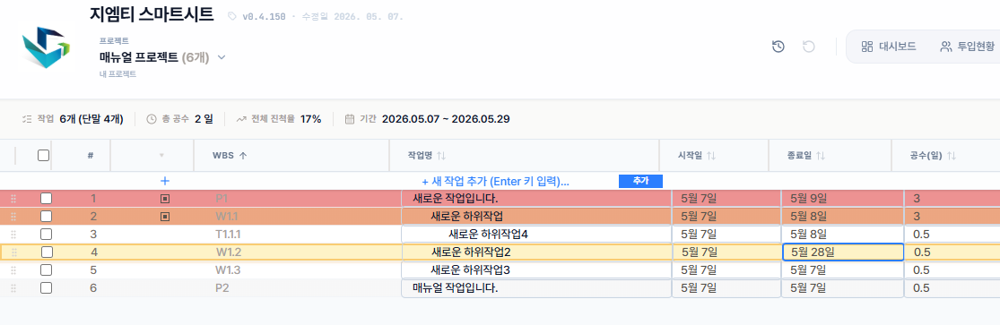 지엠티 스마트시트 v0.4.150 · 수정일 2026. 05. 07.
프로젝트
매뉴얼 프로젝트 (6개)
내 프로젝트
대시보드 투입현황
작업 6개 (단말 4개) 총 공수 2 일 전체 진척율 17% 기간 2026.05.07 ~ 2026.05.29
# WBS ↑ 작업명 ↑↓ 시작일 ↑↓ 종료일 ↑↓ 공수(일) ↑↓
+ + 새 작업 추가 (Enter 키 입력)... 추가
1 P1 새로운 작업입니다. 5월 7일 5월 9일 3
2 W1.1 새로운 하위작업 5월 7일 5월 8일 3
3 T1.1.1 새로운 하위작업4 5월 7일 5월 8일 0.5
4 W1.2 새로운 하위작업2 5월 7일 5월 28일 0.5
5 W1.3 새로운 하위작업3 5월 7일 5월 7일 0.5
6 P2 매뉴얼 작업입니다. 5월 7일 5월 7일 0.5